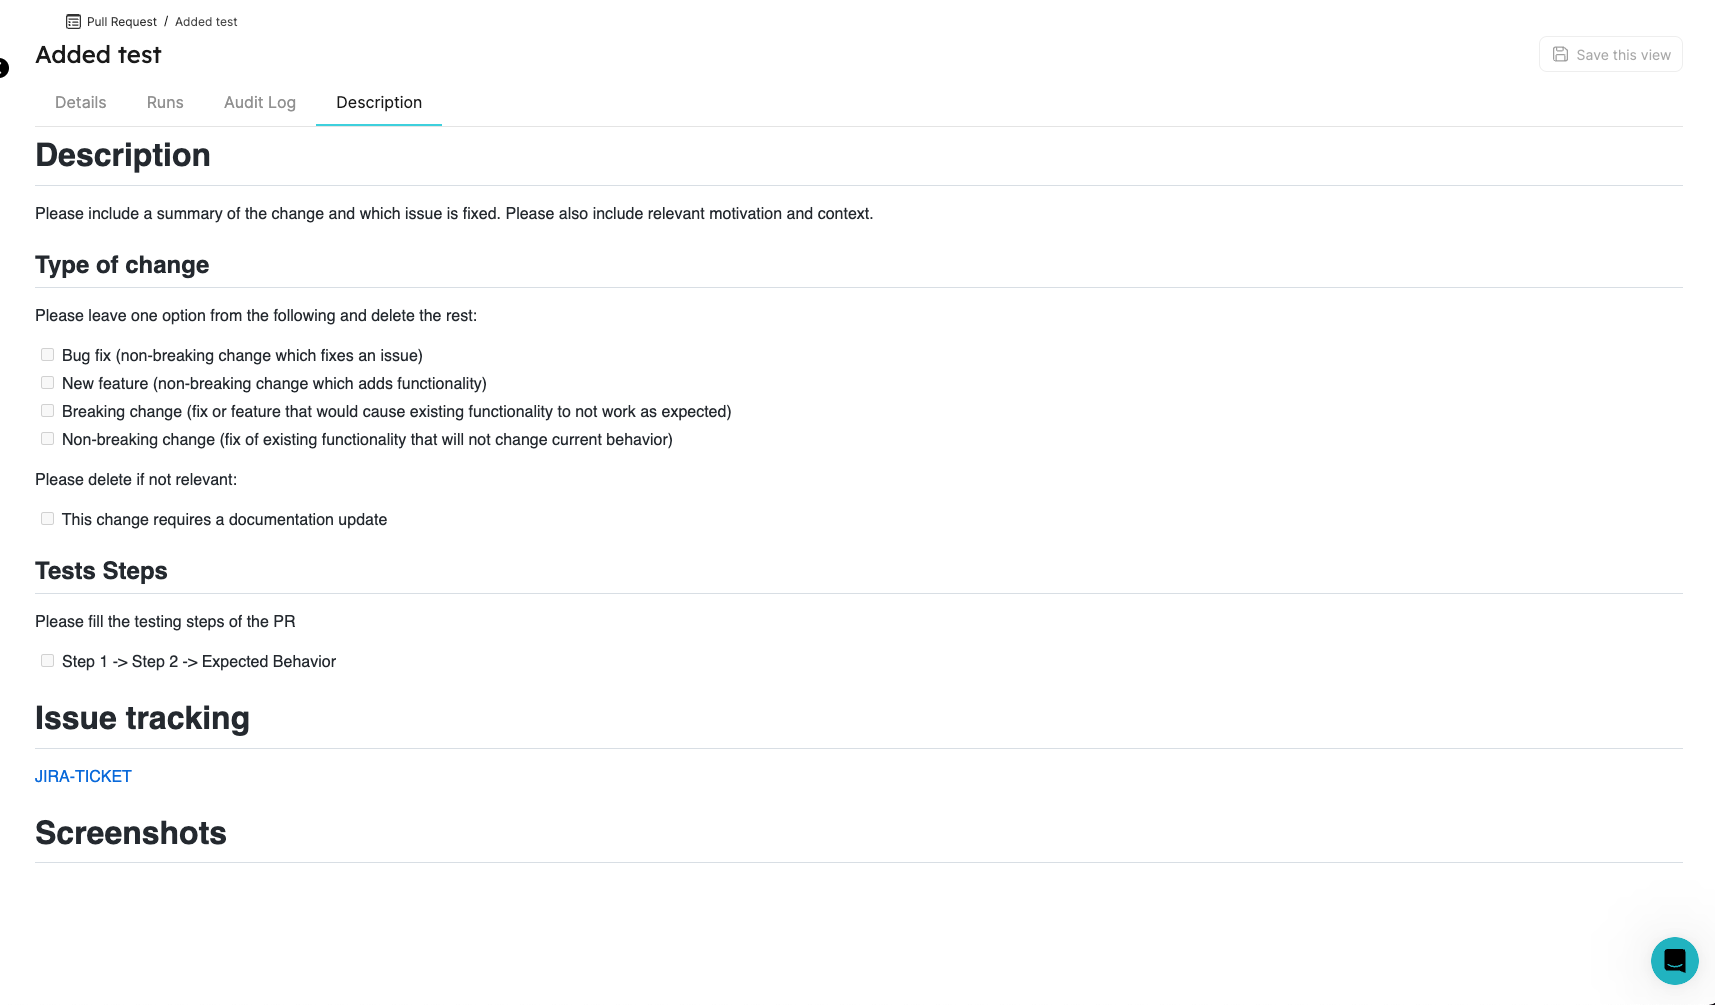 Pull Request / Added test
Added test
Save this view
Details Runs Audit Log Description
Description
Please include a summary of the change and which issue is fixed. Please also include relevant motivation and context.
Type of change
Please leave one option from the following and delete the rest:
Bug fix (non-breaking change which fixes an issue)
New feature (non-breaking change which adds functionality)
Breaking change (fix or feature that would cause existing functionality to not work as expected)
Non-breaking change (fix of existing functionality that will not change current behavior)
Please delete if not relevant:
This change requires a documentation update
Tests Steps
Please fill the testing steps of the PR
Step 1 -> Step 2 -> Expected Behavior
Issue tracking
JIRA-TICKET
Screenshots